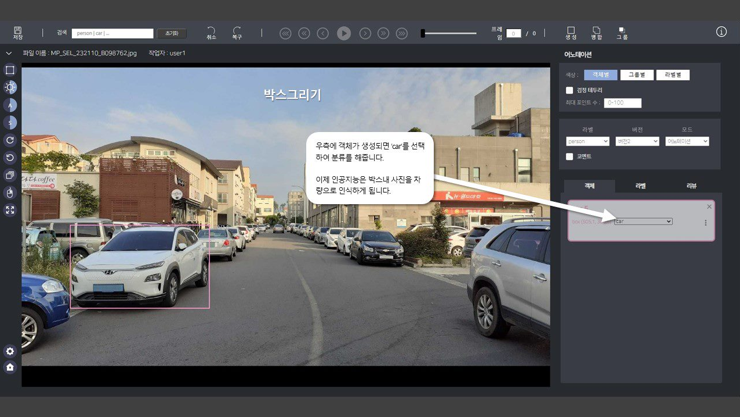 저장
검색
person | car | ...
초기화
취소
복구
프레임
0
/ 0
생성
병합
그룹
파일 이름 : MP_SEL_232110_8098762.jpg
작업자 : user1
어노테이션
박스그리기
색상 :
객체별
그룹별
라벨별
검정 테두리
최대 포인트 수 :
0-100
우측에 객체가 생성되면 'car'를 선택
하여 분류를 해줍니다.
이제 인공지능은 박스내 사진을 차
량으로 인식하게 됩니다.
라벨
버전
모드
person
버전2
어노테이션
코멘트
객체
라벨
리뷰
car